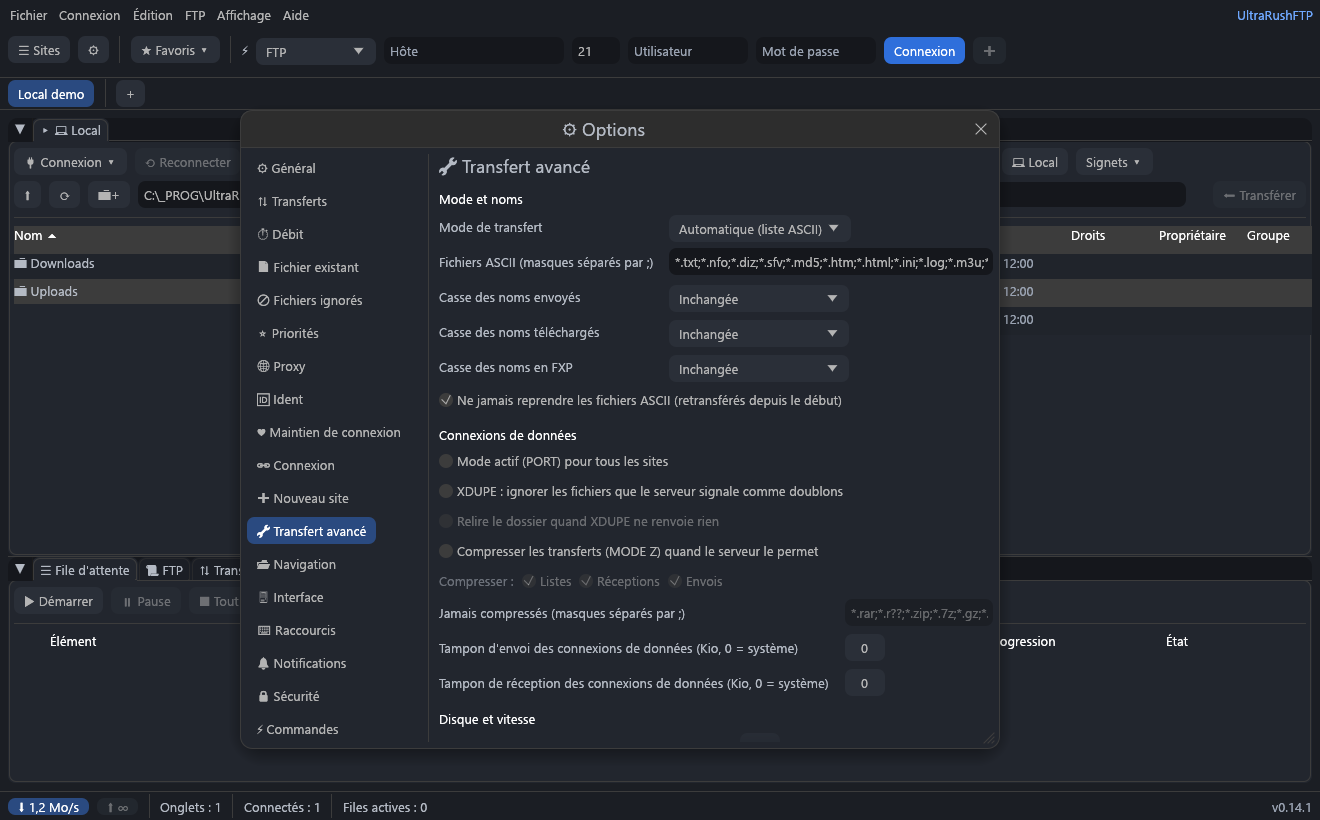 Fichier Connexion Édition FTP Affichage Aide UltraRushFTP
Sites Favoris FTP Hôte 21 Utilisateur Mot de passe Connexion +
Local demo +
Local
Options
Connexion Reconnecter Local Signets
C:\_PROG\UltraR Transférer
Nom Droits Propriétaire Groupe
Downloads 12:00
Uploads 12:00
12:00
Général
Transferts
Débit
Fichier existant
Fichiers ignorés
Priorités
Proxy
Ident
Maintien de connexion
Connexion
Nouveau site
Transfert avancé
Navigation
Interface
Raccourcis
Notifications
Sécurité
Commandes
Transfert avancé
Mode et noms
Mode de transfert Automatique (liste ASCII)
Fichiers ASCII (masques séparés par ;) *.txt;*.nfo;*.diz;*.sfv;*.md5;*.htm;*.html;*.ini;*.log;*.m3u;*
Casse des noms envoyés Inchangée
Casse des noms téléchargés Inchangée
Casse des noms en FXP Inchangée
Ne jamais reprendre les fichiers ASCII (retransférés depuis le début)
Connexions de données
Mode actif (PORT) pour tous les sites
XDUPE : ignorer les fichiers que le serveur signale comme doublons
Relire le dossier quand XDUPE ne renvoie rien
Compresser les transferts (MODE Z) quand le serveur le permet
Compresser : Listes Réceptions Envois
Jamais compressés (masques séparés par ;) *.rar;*.r??;*.zip;*.7z;*.gz;*.
Tampon d'envoi des connexions de données (Kio, 0 = système) 0
Tampon de réception des connexions de données (Kio, 0 = système) 0
Disque et vitesse
File d'attente FTP Trans
Démarrer Pause Tout
Élément ogression État
1,2 Mo/s ∞ Onglets : 1 Connectés : 1 Files actives : 0 v0.14.1